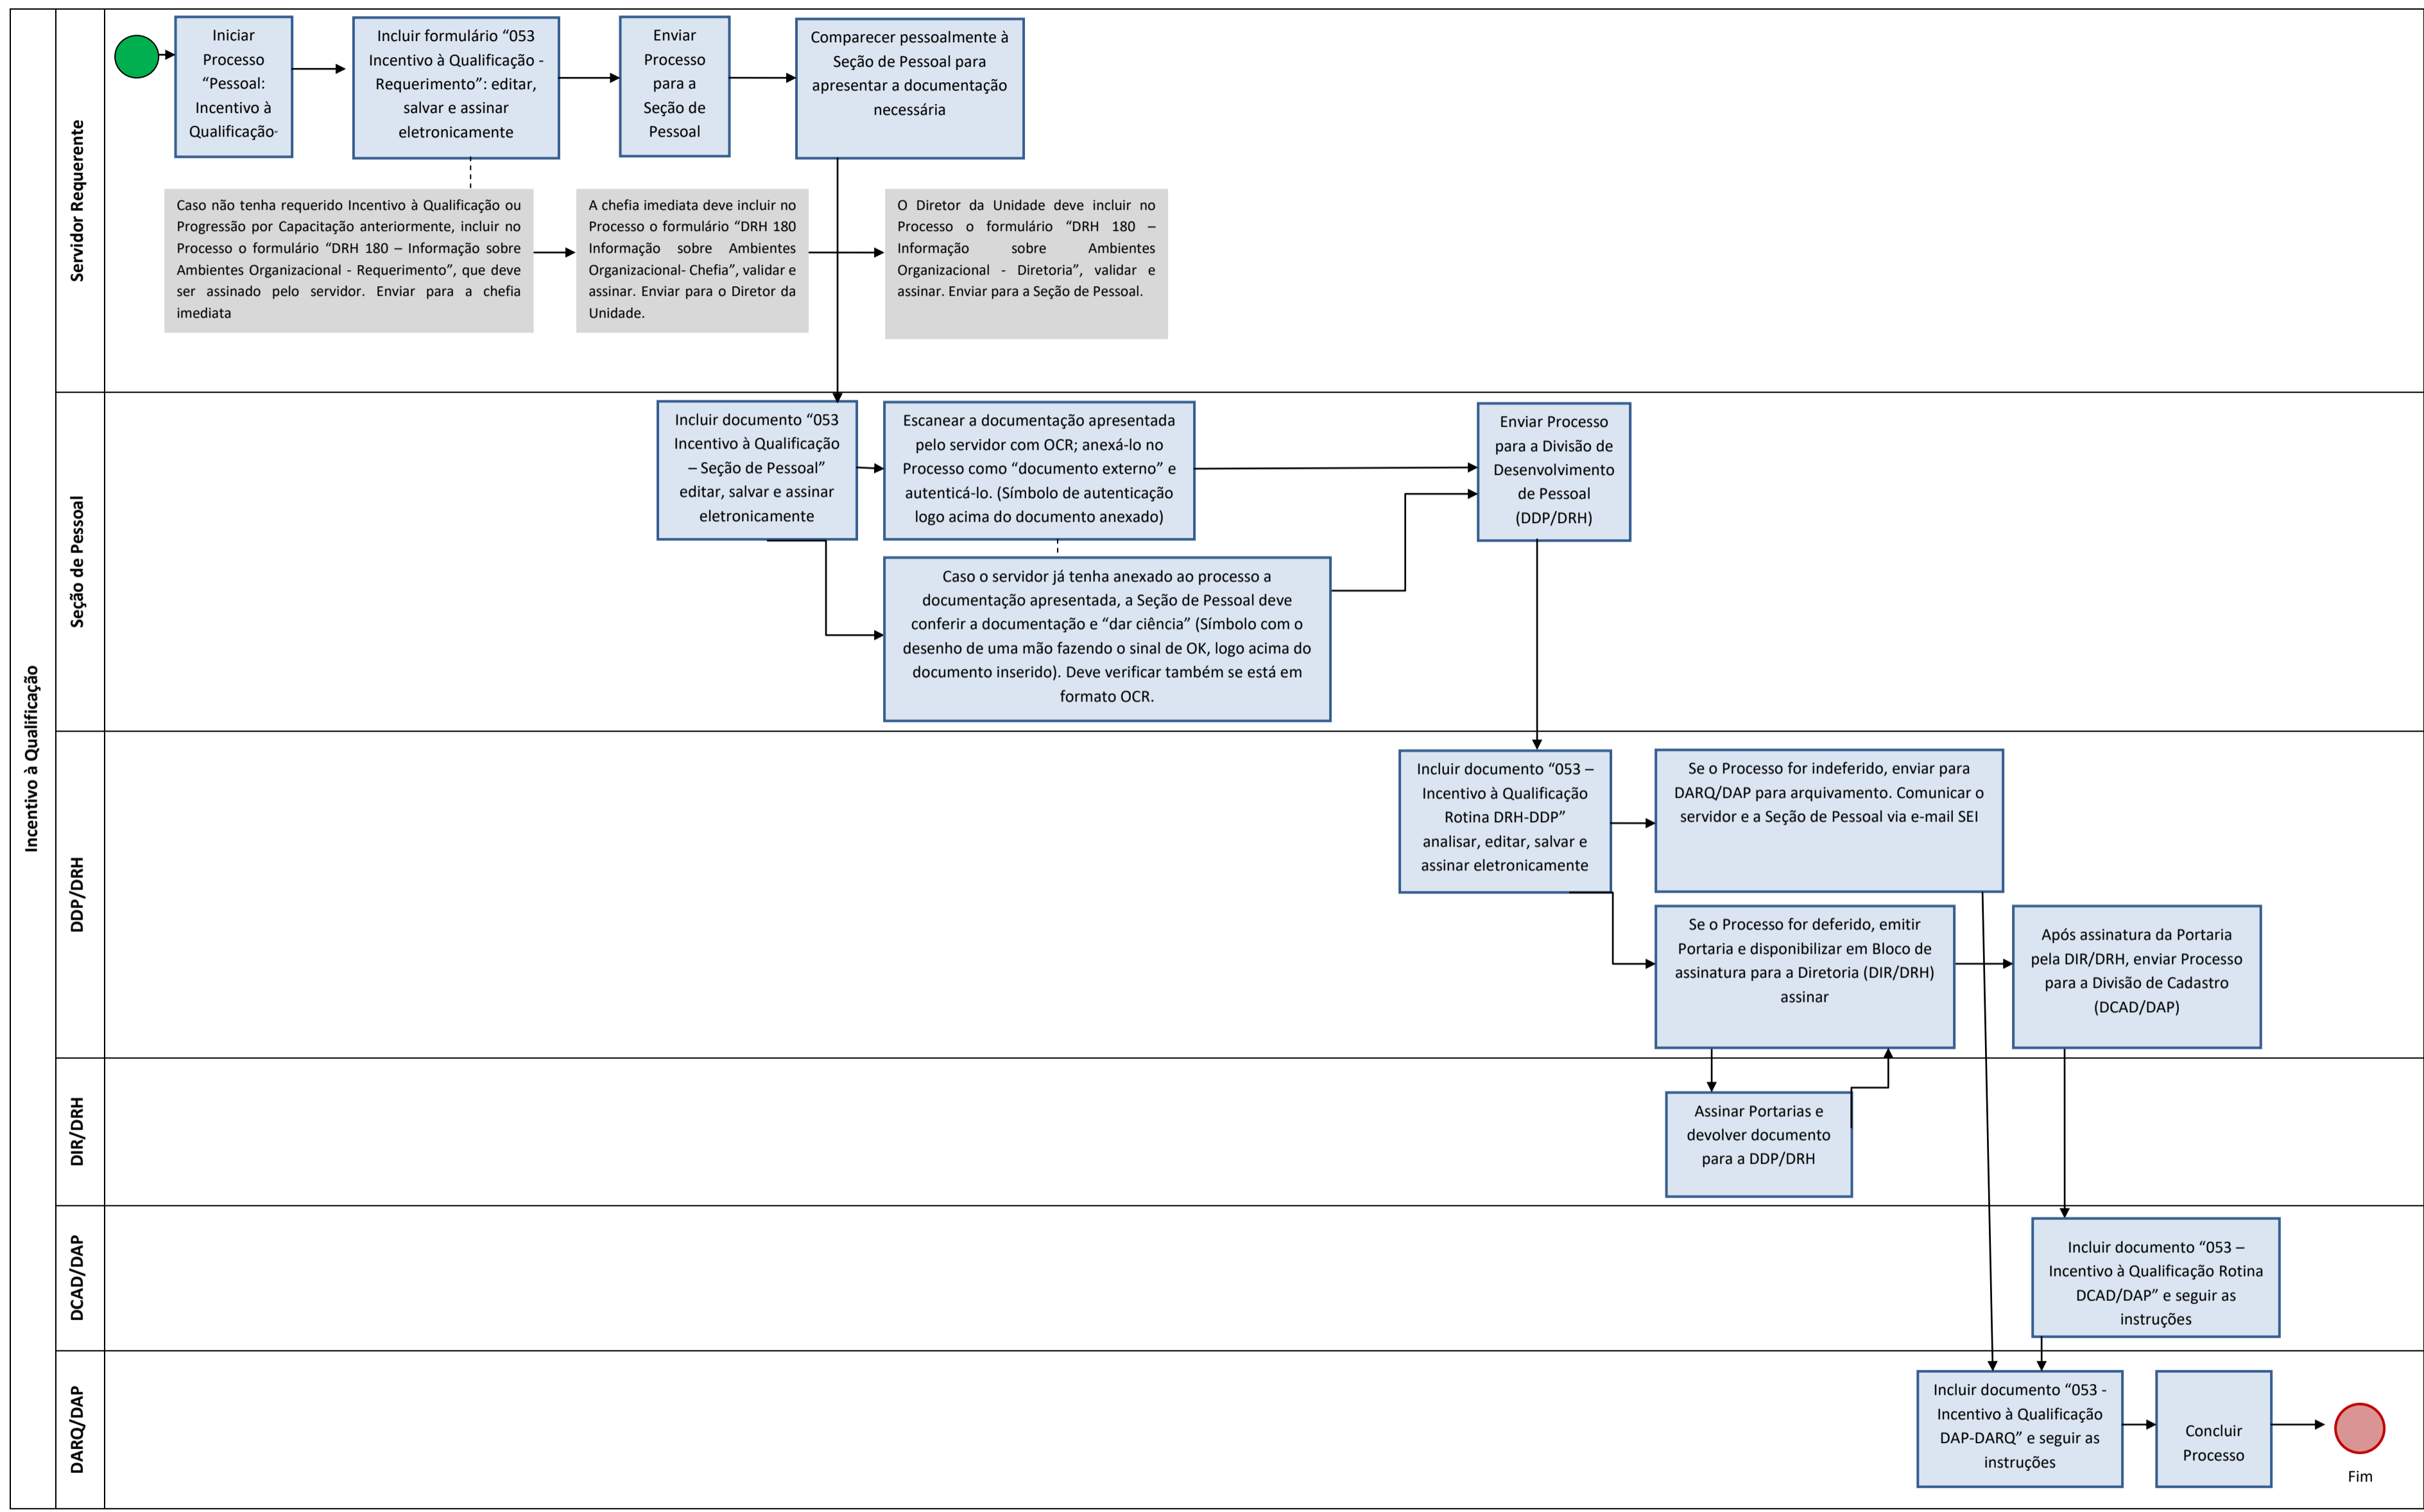 Incentivo à Qualificação
Servidor Requerente
Iniciar
Processo
“Pessoal:
Incentivo à
Qualificação-
Incluir formulário “053
Incentivo à Qualificação -
Requerimento”: editar,
salvar e assinar
eletronicamente
Enviar
Processo
para a
Seção de
Pessoal
Comparecer pessoalmente à
Seção de Pessoal para
apresentar a documentação
necessária
Caso não tenha requerido Incentivo à Qualificação ou
Progressão por Capacitação anteriormente, incluir no
Processo o formulário “DRH 180 – Informação sobre
Ambientes Organizacional - Requerimento”, que deve
ser assinado pelo servidor. Enviar para a chefia
imediata
A chefia imediata deve incluir no
Processo o formulário “DRH 180
Informação sobre Ambientes
Organizacional- Chefia”, validar e
assinar. Enviar para o Diretor da
Unidade.
O Diretor da Unidade deve incluir no
Processo o formulário “DRH 180 –
Informação sobre Ambientes
Organizacional - Diretoria”, validar e
assinar. Enviar para a Seção de Pessoal.
Seção de Pessoal
Incluir documento “053
Incentivo à Qualificação
– Seção de Pessoal”
editar, salvar e assinar
eletronicamente
Escanear a documentação apresentada
pelo servidor com OCR; anexá-lo no
Processo como “documento externo” e
autenticá-lo. (Símbolo de autenticação
logo acima do documento anexado)
Enviar Processo
para a Divisão de
Desenvolvimento
de Pessoal
(DDP/DRH)
Caso o servidor já tenha anexado ao processo a
documentação apresentada, a Seção de Pessoal deve
conferir a documentação e “dar ciência” (Símbolo com o
desenho de uma mão fazendo o sinal de OK, logo acima do
documento inserido). Deve verificar também se está em
formato OCR.
DDP/DRH
Incluir documento “053 –
Incentivo à Qualificação
Rotina DRH-DDP”
analisar, editar, salvar e
assinar eletronicamente
Se o Processo for indeferido, enviar para
DARQ/DAP para arquivamento. Comunicar o
servidor e a Seção de Pessoal via e-mail SEI
Se o Processo for deferido, emitir
Portaria e disponibilizar em Bloco de
assinatura para a Diretoria (DIR/DRH)
assinar
Após assinatura da Portaria
pela DIR/DRH, enviar Processo
para a Divisão de Cadastro
(DCAD/DAP)
DIR/DRH
Assinar Portarias e
devolver documento
para a DDP/DRH
DCAD/DAP
Incluir documento “053 –
Incentivo à Qualificação Rotina
DCAD/DAP” e seguir as
instruções
DARQ/DAP
Incluir documento “053 -
Incentivo à Qualificação
DAP-DARQ” e seguir as
instruções
Concluir
Processo
Fim